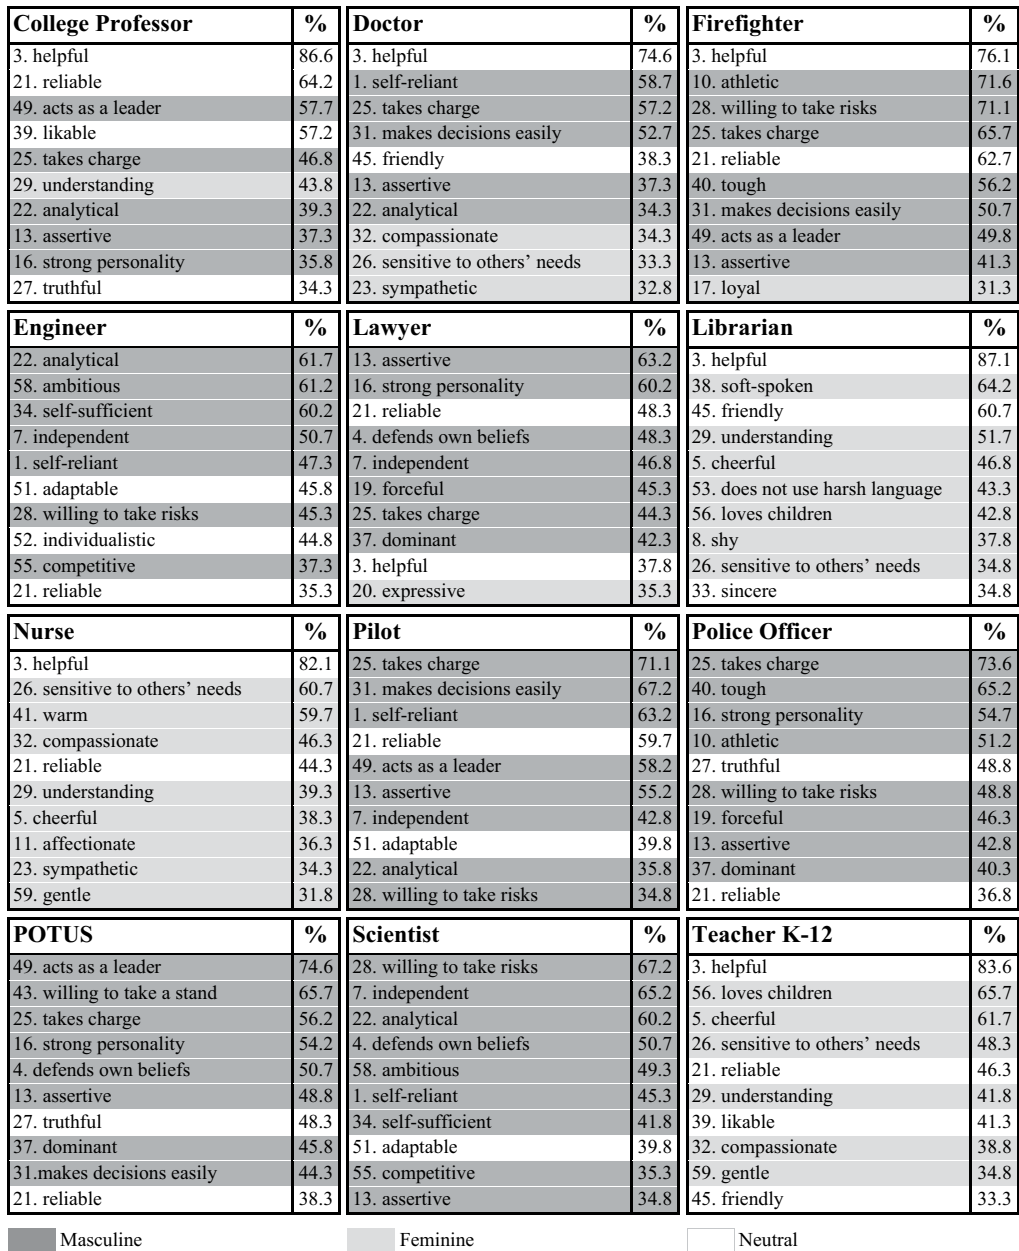 College Professor %
3. helpful 86.6
21. reliable 64.2
49. acts as a leader 57.7
39. likable 57.2
25. takes charge 46.8
29. understanding 43.8
22. analytical 39.3
13. assertive 37.3
16. strong personality 35.8
27. truthful 34.3
Doctor %
3. helpful 74.6
1. self-reliant 58.7
25. takes charge 57.2
31. makes decisions easily 52.7
45. friendly 38.3
13. assertive 37.3
22. analytical 34.3
32. compassionate 34.3
26. sensitive to others’ needs 33.3
23. sympathetic 32.8
Firefighter %
3. helpful 76.1
10. athletic 71.6
28. willing to take risks 71.1
25. takes charge 65.7
21. reliable 62.7
40. tough 56.2
31. makes decisions easily 50.7
49. acts as a leader 49.8
13. assertive 41.3
17. loyal 31.3
Engineer %
22. analytical 61.7
58. ambitious 61.2
34. self-sufficient 60.2
7. independent 50.7
1. self-reliant 47.3
51. adaptable 45.8
28. willing to take risks 45.3
52. individualistic 44.8
55. competitive 37.3
21. reliable 35.3
Lawyer %
13. assertive 63.2
16. strong personality 60.2
21. reliable 48.3
4. defends own beliefs 48.3
7. independent 46.8
19. forceful 45.3
25. takes charge 44.3
37. dominant 42.3
3. helpful 37.8
20. expressive 35.3
Librarian %
3. helpful 87.1
38. soft-spoken 64.2
45. friendly 60.7
29. understanding 51.7
5. cheerful 46.8
53. does not use harsh language 43.3
56. loves children 42.8
8. shy 37.8
26. sensitive to others’ needs 34.8
33. sincere 34.8
Nurse %
3. helpful 82.1
26. sensitive to others’ needs 60.7
41. warm 59.7
32. compassionate 46.3
21. reliable 44.3
29. understanding 39.3
5. cheerful 38.3
11. affectionate 36.3
23. sympathetic 34.3
59. gentle 31.8
Pilot %
25. takes charge 71.1
31. makes decisions easily 67.2
1. self-reliant 63.2
21. reliable 59.7
49. acts as a leader 58.2
13. assertive 55.2
7. independent 42.8
51. adaptable 39.8
22. analytical 35.8
28. willing to take risks 34.8
Police Officer %
25. takes charge 73.6
40. tough 65.2
16. strong personality 54.7
10. athletic 51.2
27. truthful 48.8
28. willing to take risks 48.8
19. forceful 46.3
13. assertive 42.8
37. dominant 40.3
21. reliable 36.8
POTUS %
49. acts as a leader 74.6
43. willing to take a stand 65.7
25. takes charge 56.2
16. strong personality 54.2
4. defends own beliefs 50.7
13. assertive 48.8
27. truthful 48.3
37. dominant 45.8
31.makes decisions easily 44.3
21. reliable 38.3
Scientist %
28. willing to take risks 67.2
7. independent 65.2
22. analytical 60.2
4. defends own beliefs 50.7
58. ambitious 49.3
1. self-reliant 45.3
34. self-sufficient 41.8
51. adaptable 39.8
55. competitive 35.3
13. assertive 34.8
Teacher K-12 %
3. helpful 83.6
56. loves children 65.7
5. cheerful 61.7
26. sensitive to others’ needs 48.3
21. reliable 46.3
29. understanding 41.8
39. likable 41.3
32. compassionate 38.8
59. gentle 34.8
45. friendly 33.3
Masculine
Feminine
Neutral